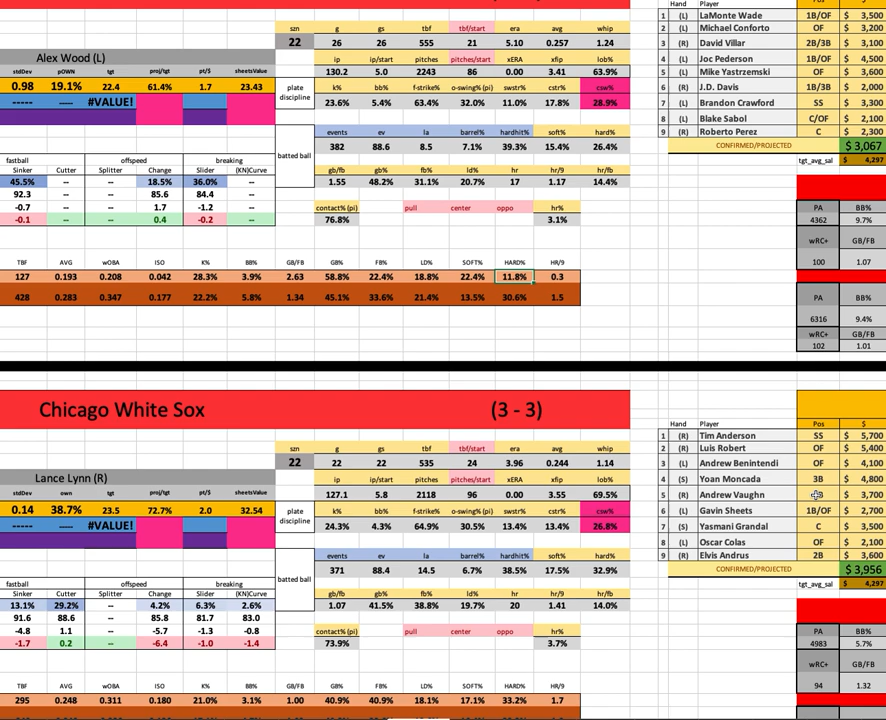 Hand Player Pos $
szn g gs tbf tbf/start era avg whip
1 (L) LaMonte Wade 1B/OF $ 3,500
22 26 26 555 21 5.10 0.257 1.24
2 (L) Michael Conforto OF $ 3,200
3 (R) David Villar 2B/3B $ 3,100
Alex Wood (L) ip ip/start pitches pitches/start xera xfip lob%
4 (L) Joc Pederson 1B/OF $ 4,500
stdDev pOWN tgt proj/tgt pt/$ sheetsValue 130.2 5.0 2243 86 0.00 3.41 63.9%
5 (L) Mike Yastrzemski OF $ 3,600
0.98 19.1% 22.4 61.4% 1.7 23.43 plate discipline k% bb% f-strike% o-swing% (pi) swstr% cstr% csw%
6 (R) J.D. Davis 1B/3B $ 2,000
----- ----- #VALUE! 23.6% 5.4% 63.4% 32.0% 11.0% 17.8% 28.9%
7 (L) Brandon Crawford SS $ 3,300
8 (L) Blake Sabol C/OF $ 2,100
events ev la barrel% hardhit% soft% hard%
9 (R) Roberto Perez C $ 2,300
batted ball 382 88.6 8.5 7.1% 39.3% 15.4% 26.4%
CONFIRMED/PROJECTED $ 3,067
fastball offspeed breaking
tgt_avg_sal $ 4,297
Sinker Cutter Splitter Change Slider (KN)Curve gb/fb gb% fb% ld% hr hr/9 hr/fb
45.5% -- -- 18.5% 36.0% -- 1.55 48.2% 31.1% 20.7% 17 1.17 14.4%
92.3 -- -- 85.6 84.4 --
-0.7 -- -- 1.7 -1.2 -- contact% (pi) pull center oppo hr%
PA BB%
-0.1 -- -- 0.4 -0.2 -- 76.8% 3.1%
4362 9.7%
wRC+ GB/FB
TBF AVG wOBA ISO K% BB% GB/FB GB% FB% LD% SOFT% HARD% HR/9
100 1.07
127 0.193 0.208 0.042 28.3% 3.9% 2.63 58.8% 22.4% 18.8% 22.4% 11.8% 0.3
428 0.283 0.347 0.177 22.2% 5.8% 1.34 45.1% 33.6% 21.4% 13.5% 30.6% 1.5
PA BB%
6316 9.4%
wRC+ GB/FB
102 1.01
Chicago White Sox (3 - 3)
Hand Player Pos $
1 (R) Tim Anderson SS $ 5,700
szn g gs tbf tbf/start era avg whip
2 (R) Luis Robert OF $ 5,400
22 22 22 535 24 3.96 0.244 1.14
3 (L) Andrew Benintendi OF $ 4,100
Lance Lynn (R) ip ip/start pitches pitches/start xera xfip lob%
4 (S) Yoan Moncada 3B $ 4,800
stdDev own tgt proj/tgt pt/$ sheetsValue 127.1 5.8 2118 96 0.00 3.55 69.5%
5 (R) Andrew Vaughn $ 3,700
0.14 38.7% 23.5 72.7% 2.0 32.54 plate discipline k% bb% f-strike% o-swing% (pi) swstr% cstr% csw%
6 (L) Gavin Sheets 1B/OF $ 2,700
----- ----- #VALUE! 24.3% 4.3% 64.9% 30.5% 13.4% 13.4% 26.8%
7 (S) Yasmani Grandal C $ 3,500
8 (L) Oscar Colas OF $ 2,100
events ev la barrel% hardhit% soft% hard%
9 (R) Elvis Andrus 2B $ 3,600
batted ball 371 88.4 14.5 6.7% 38.5% 17.5% 32.9%
CONFIRMED/PROJECTED $ 3,956
fastball offspeed breaking
tgt_avg_sal $ 4,297
Sinker Cutter Splitter Change Slider (KN)Curve gb/fb gb% fb% ld% hr hr/9 hr/fb
13.1% 29.2% -- 4.2% 6.3% 2.6% 1.07 41.5% 38.8% 19.7% 20 1.41 14.0%
91.6 88.6 -- 85.8 81.7 83.0
-4.8 1.1 -- -5.7 -1.3 -0.8 contact% (pi) pull center oppo hr%
PA BB%
-1.7 0.2 -- -6.4 -1.0 -1.4 73.9% 3.7%
4983 5.7%
wRC+ GB/FB
TBF AVG wOBA ISO K% BB% GB/FB GB% FB% LD% SOFT% HARD% HR/9
94 1.32
295 0.248 0.311 0.180 21.0% 3.1% 1.00 40.9% 40.9% 18.1% 17.1% 33.2% 1.7